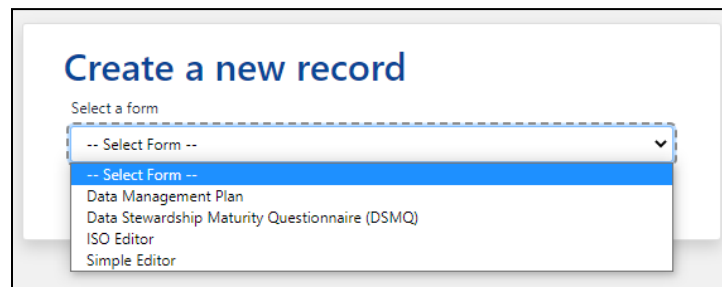 Create a new record
Select a form
-- Select Form --
-- Select Form --
Data Management Plan
Data Stewardship Maturity Questionnaire (DSMQ)
ISO Editor
Simple Editor